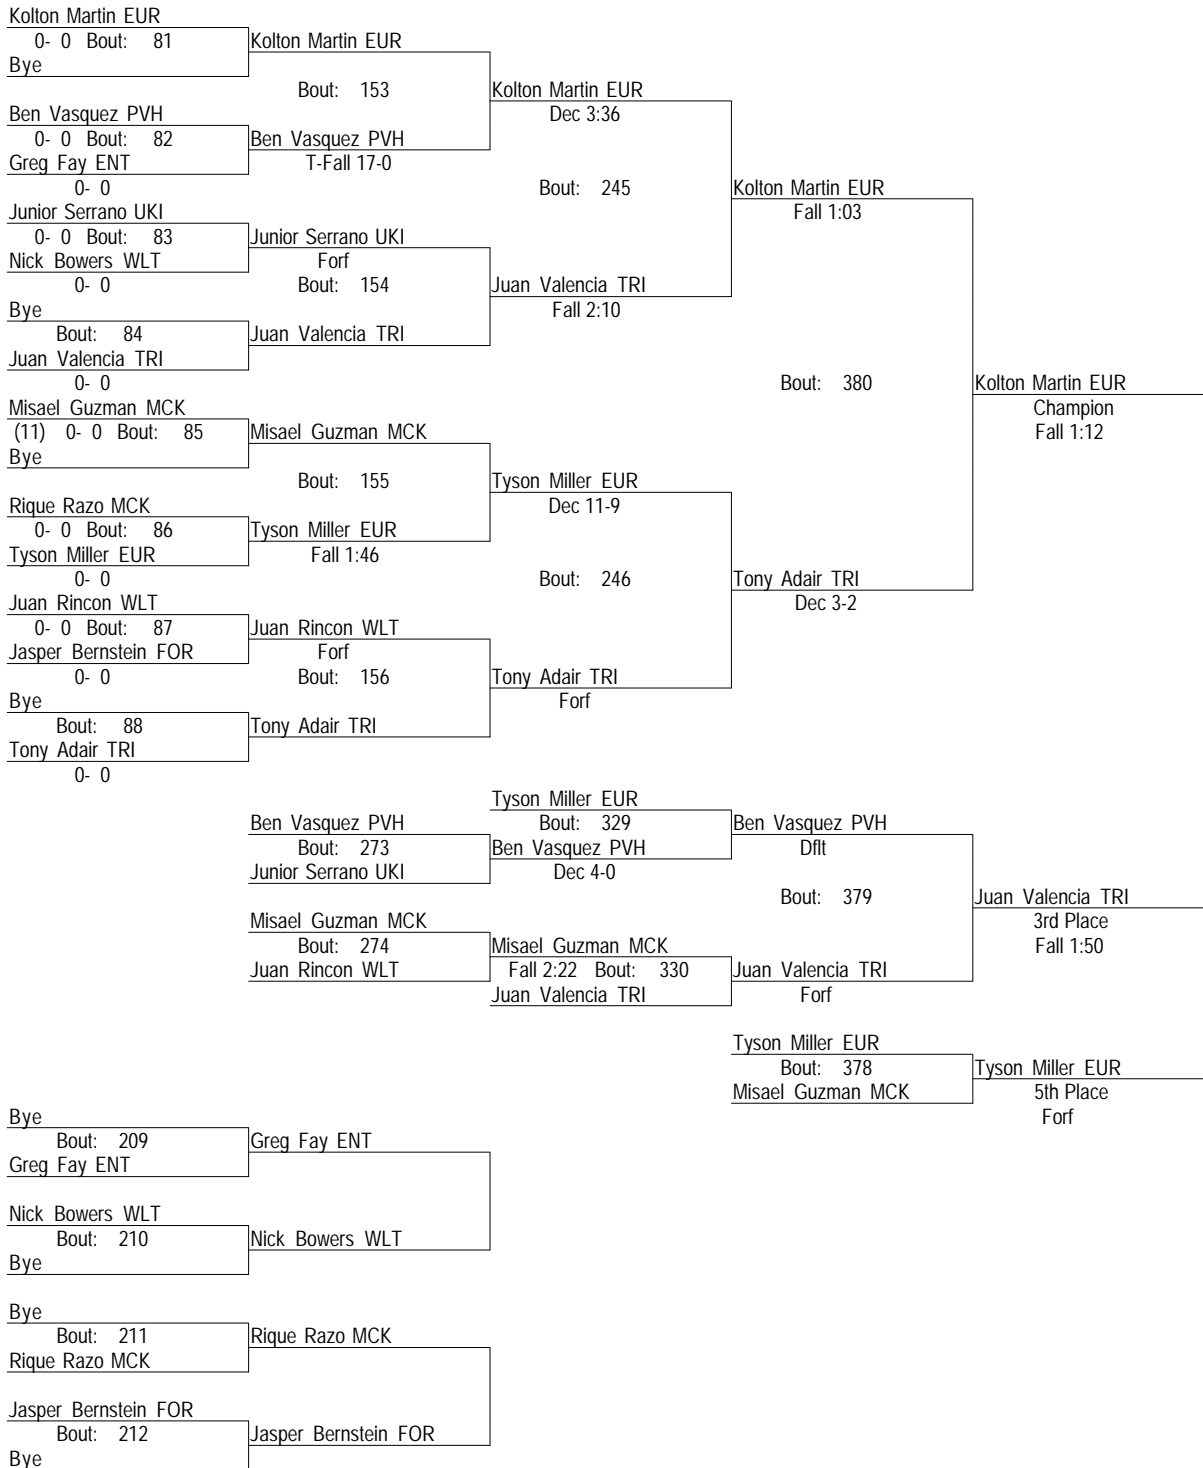 Kolton Martin EUR
0- 0 Bout: 81 Kolton Martin EUR
Bye
Bout: 153 Kolton Martin EUR
Ben Vasquez PVH Dec 3:36
0- 0 Bout: 82 Ben Vasquez PVH
Greg Fay ENT T-Fall 17-0
0- 0 Bout: 245 Kolton Martin EUR
Junior Serrano UKI Fall 1:03
0- 0 Bout: 83 Junior Serrano UKI
Nick Bowers WLT Forf
0- 0 Bout: 154 Juan Valencia TRI
Bye Fall 2:10
Bout: 84 Juan Valencia TRI
Juan Valencia TRI
0- 0 Bout: 380 Kolton Martin EUR
Misael Guzman MCK Champion
(11) 0- 0 Bout: 85 Misael Guzman MCK Fall 1:12
Bye
Bout: 155 Tyson Miller EUR
Rique Razo MCK Dec 11-9
0- 0 Bout: 86 Tyson Miller EUR
Tyson Miller EUR Fall 1:46
0- 0 Bout: 246 Tony Adair TRI
Juan Rincon WLT Dec 3-2
0- 0 Bout: 87 Juan Rincon WLT
Jasper Bernstein FOR Forf
0- 0 Bout: 156 Tony Adair TRI
Bye Forf
Bout: 88 Tony Adair TRI
Tony Adair TRI
0- 0
Tyson Miller EUR
Ben Vasquez PVH Bout: 329 Ben Vasquez PVH
Bout: 273 Ben Vasquez PVH Dflt
Junior Serrano UKI Dec 4-0
Bout: 379 Juan Valencia TRI
Misael Guzman MCK 3rd Place
Bout: 274 Misael Guzman MCK Fall 1:50
Juan Rincon WLT Fall 2:22 Bout: 330 Juan Valencia TRI
Juan Valencia TRI Forf
Tyson Miller EUR
Bout: 378 Tyson Miller EUR
Misael Guzman MCK 5th Place
Bye Forf
Bout: 209 Greg Fay ENT
Greg Fay ENT
Nick Bowers WLT
Bout: 210 Nick Bowers WLT
Bye
Bye
Bout: 211 Rique Razo MCK
Rique Razo MCK
Jasper Bernstein FOR
Bout: 212 Jasper Bernstein FOR
Bye